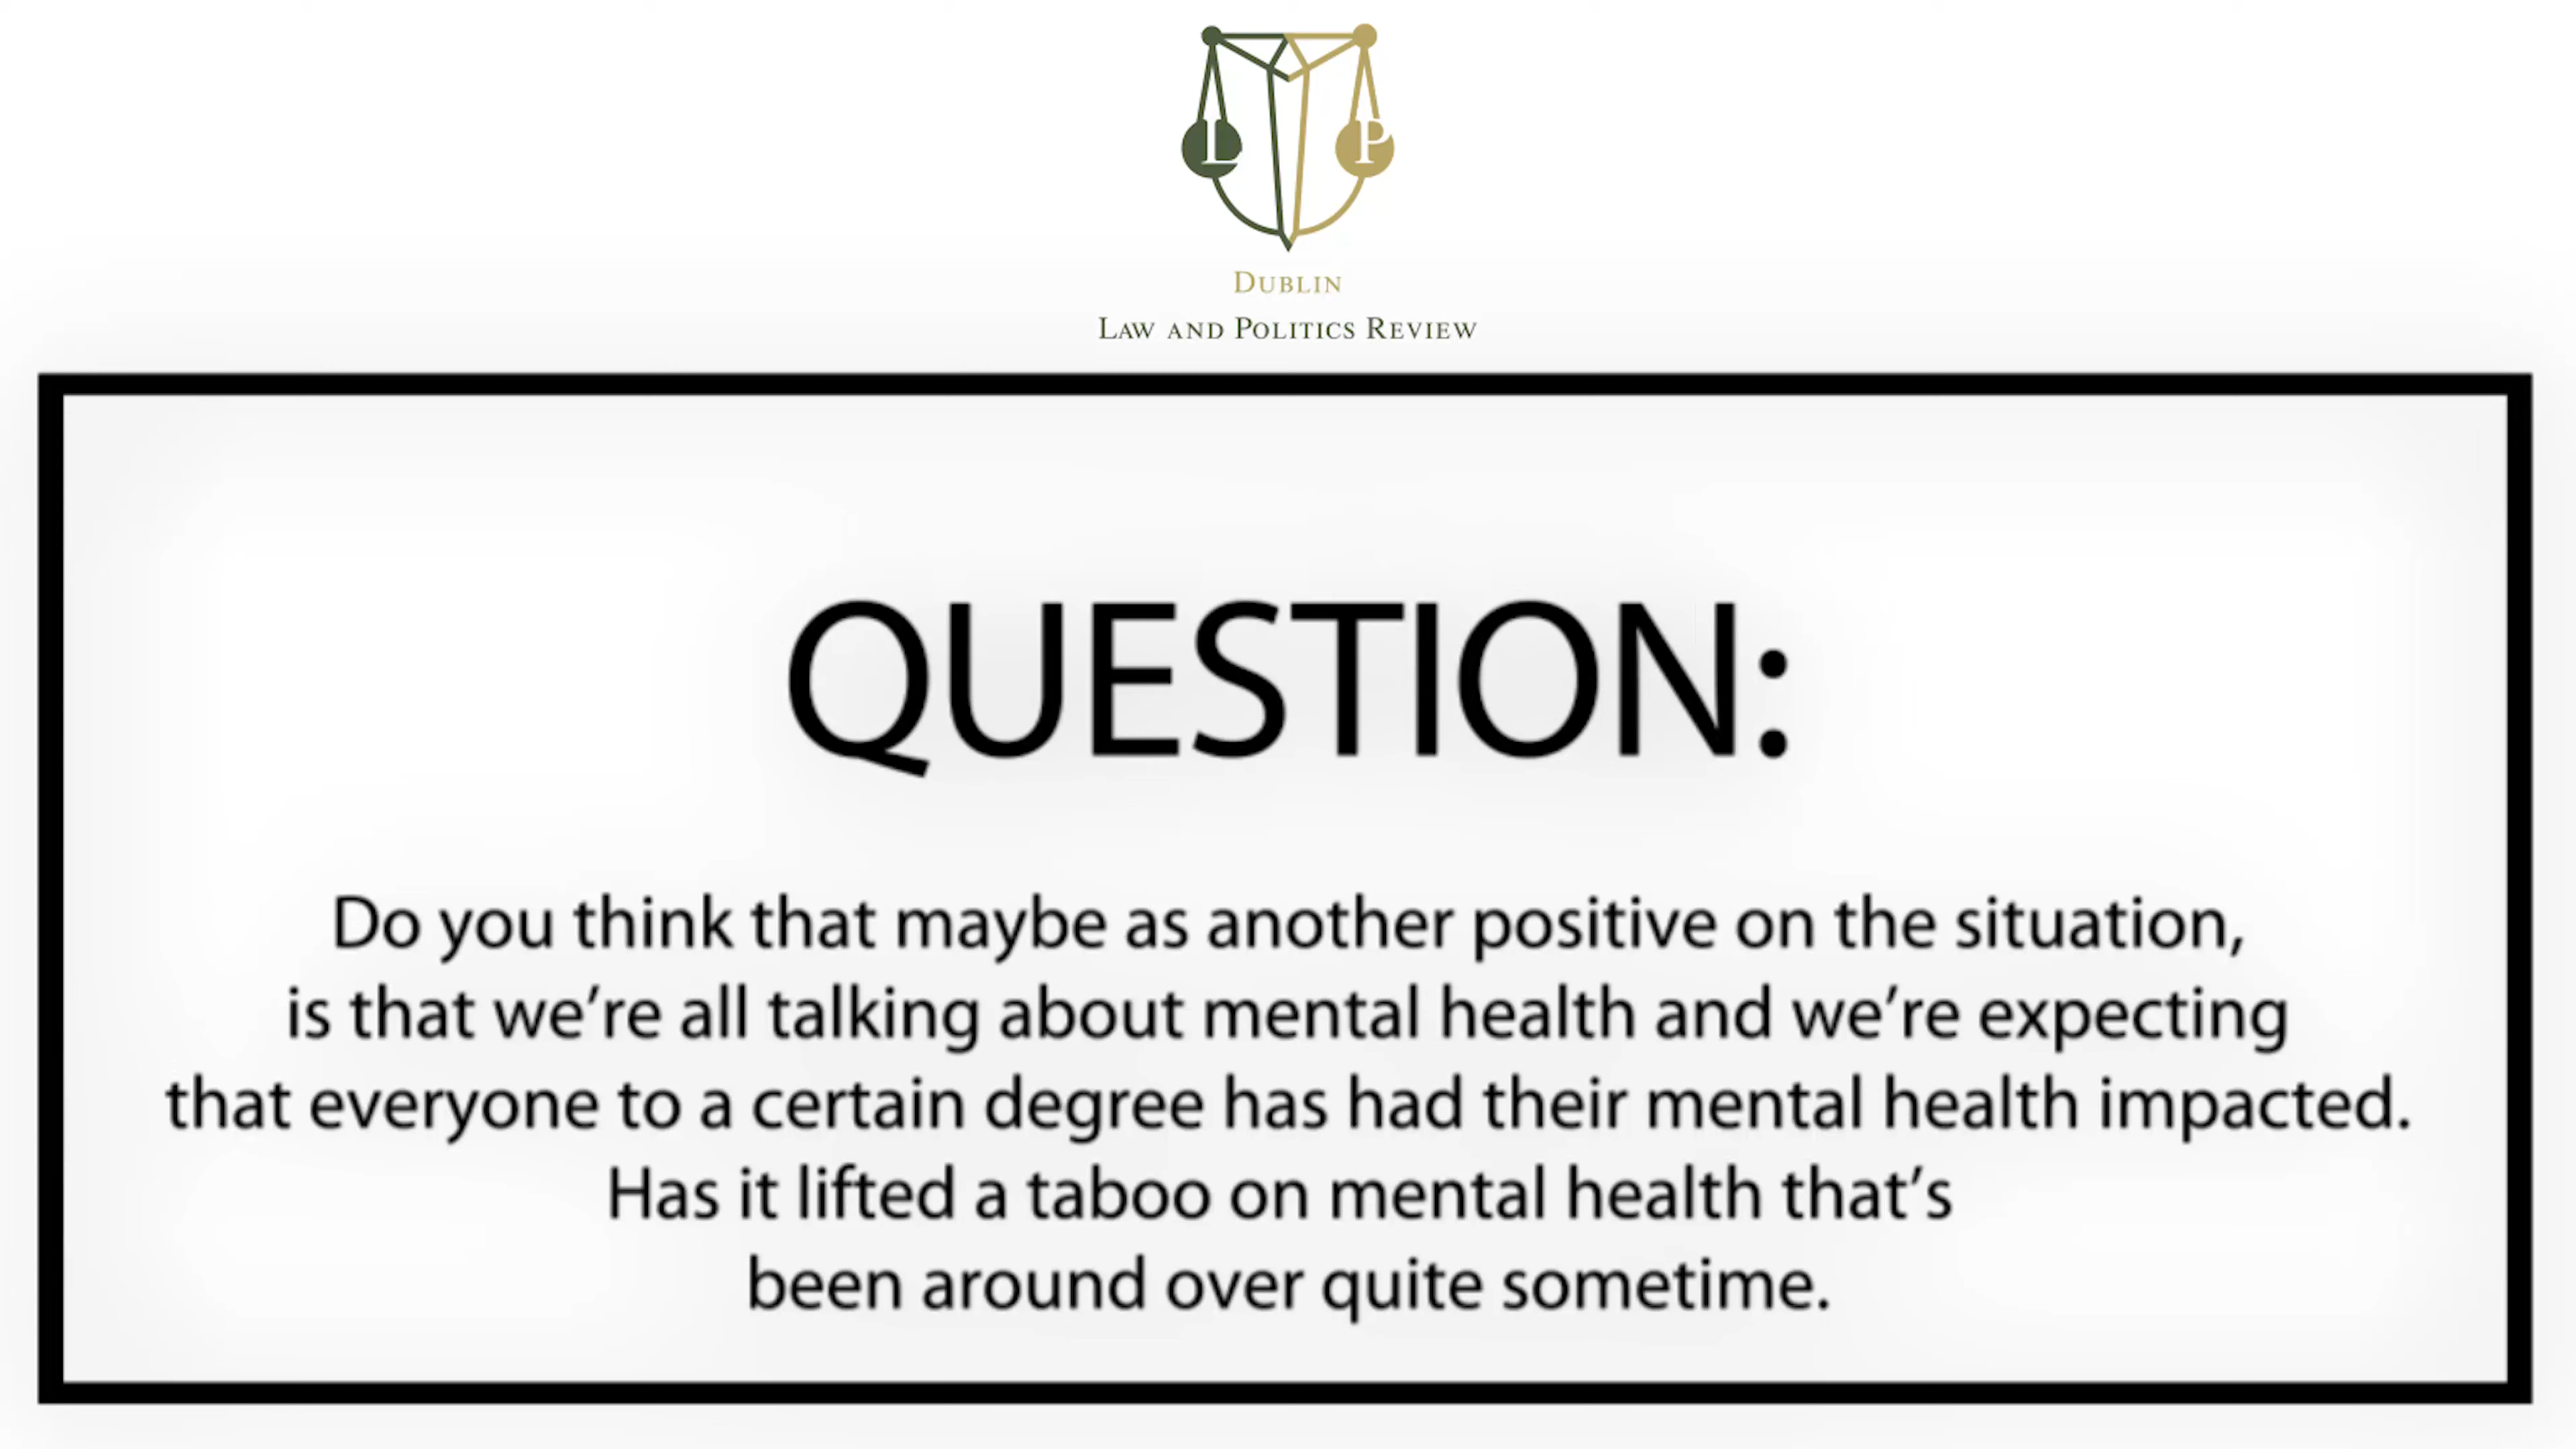 L P
DUBLIN
LAW AND POLITICS REVIEW
QUESTION:
Do you think that maybe as another positive on the situation,
is that we're all talking about mental health and we're expecting
that everyone to a certain degree has had their mental health impacted.
Has it lifted a taboo on mental health that's
been around over quite sometime.